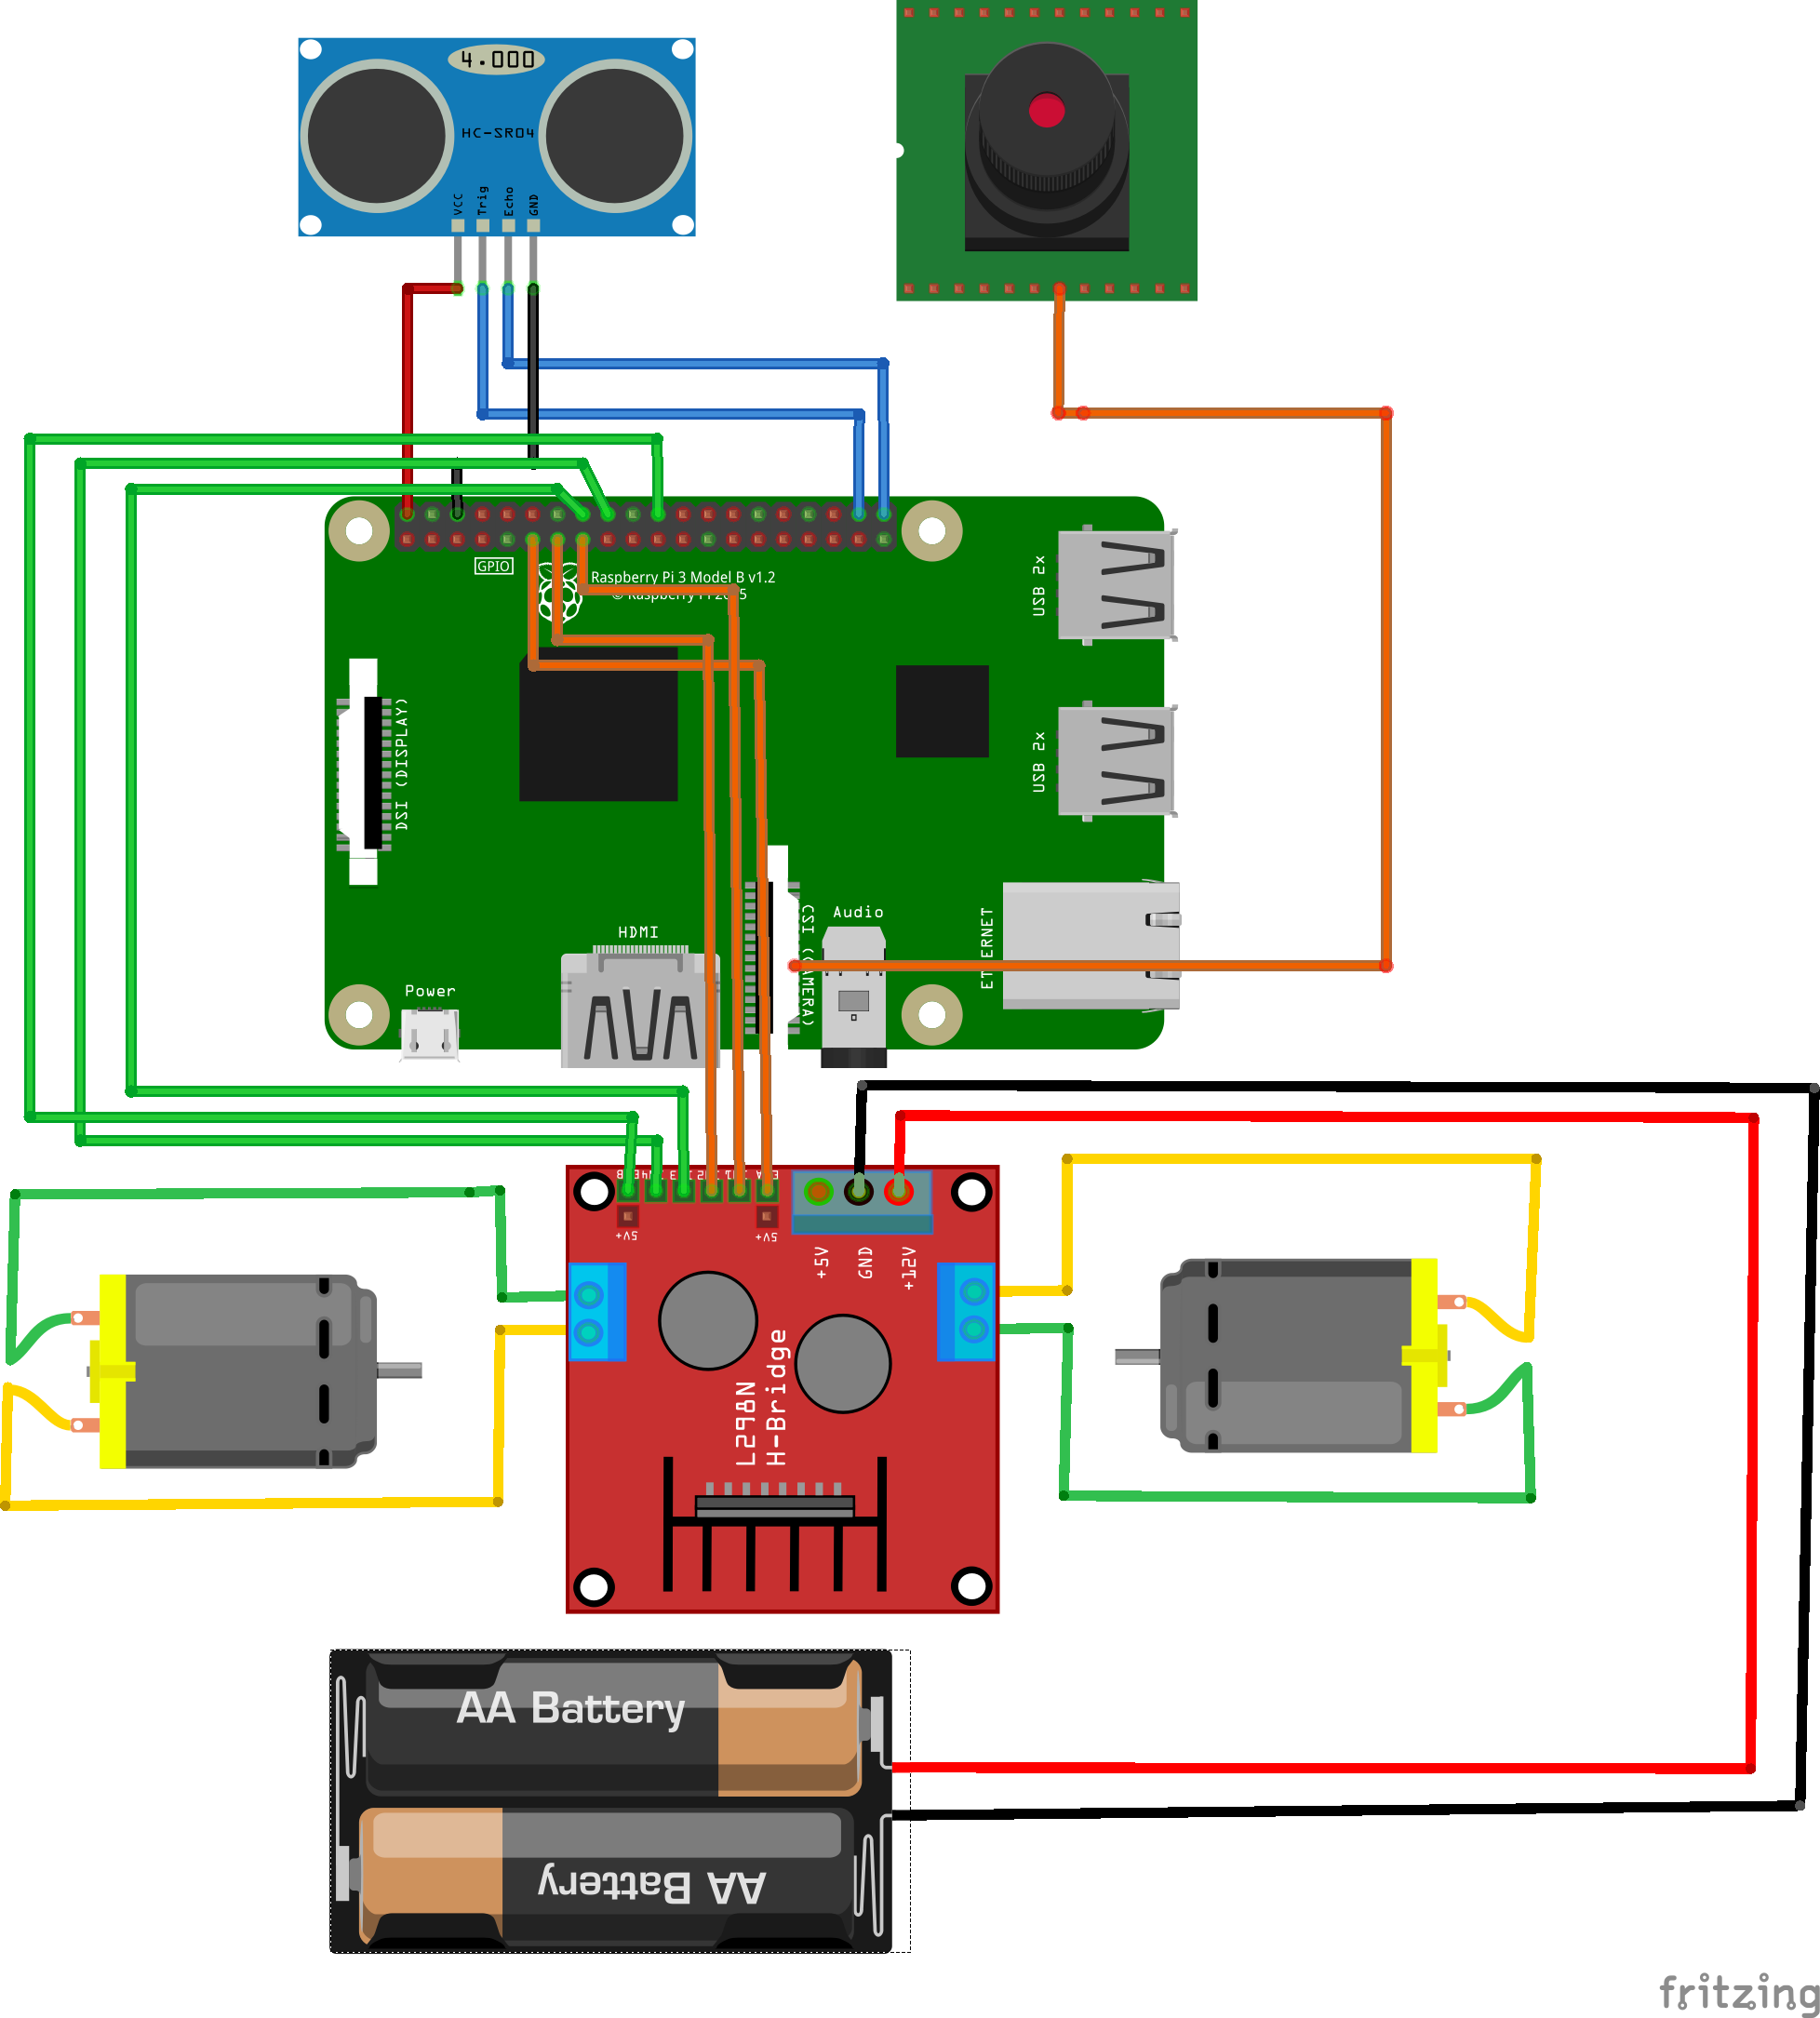 4.000
HC-SR04
VCC
Trig
Echo
GND
GPIO
Raspberry Pi 3 Model B v1.2
© Raspberry Pi
USB 2x
USB 2x
DSI (DISPLAY)
HDMI
Audio
CSI (CAMERA)
ETHERNET
Power
5V+
5V+
+5V
GND
+12V
L298N
H-Bridge
AA Battery
AA Battery
fritzing